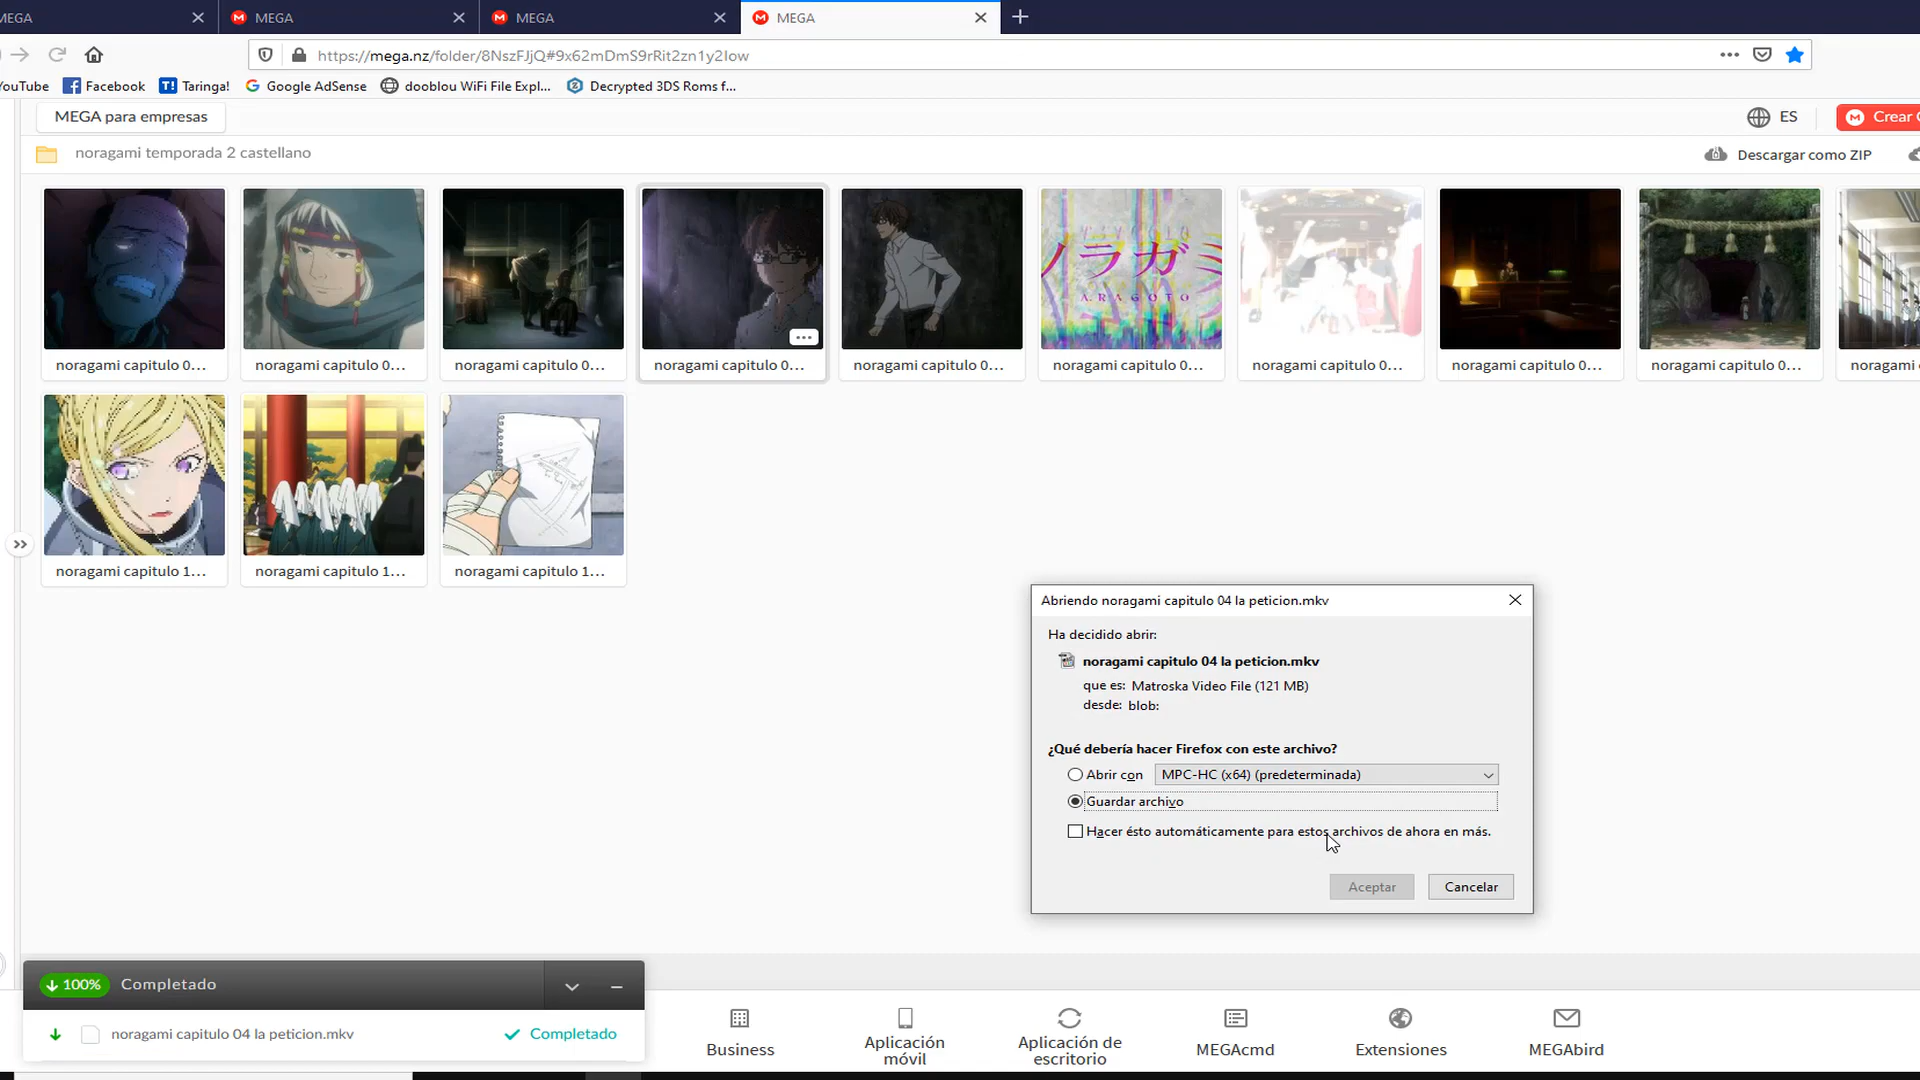 MEGA
MEGA
MEGA
MEGA
https://mega.nz/folder/8NszFJjQ#9x62mDmS9rRit2zn1y2Iow
YouTube
Facebook
Taringa!
Google AdSense
dooblou WiFi File Expl...
Decrypted 3DS Roms f...
MEGA para empresas
ES
Crear
noragami temporada 2 castellano
Descargar como ZIP
ノラガミ
ARAGOTO
noragami capitulo 0...
noragami capitulo 0...
noragami capitulo 0...
noragami capitulo 0...
noragami capitulo 0...
noragami capitulo 0...
noragami capitulo 0...
noragami capitulo 0...
noragami capitulo 0...
noragami
noragami capitulo 1...
noragami capitulo 1...
noragami capitulo 1...
Abriendo noragami capitulo 04 la peticion.mkv
Ha decidido abrir:
noragami capitulo 04 la peticion.mkv
que es: Matroska Video File (121 MB)
desde: blob:
¿Qué debería hacer Firefox con este archivo?
Abrir con
MPC-HC (x64) (predeterminada)
Guardar archivo
Hacer ésto automáticamente para estos archivos de ahora en más.
Aceptar
Cancelar
100% Completado
noragami capitulo 04 la peticion.mkv
Completado
Business
Aplicación
móvil
Aplicación de
escritorio
MEGAcmd
Extensiones
MEGAbird